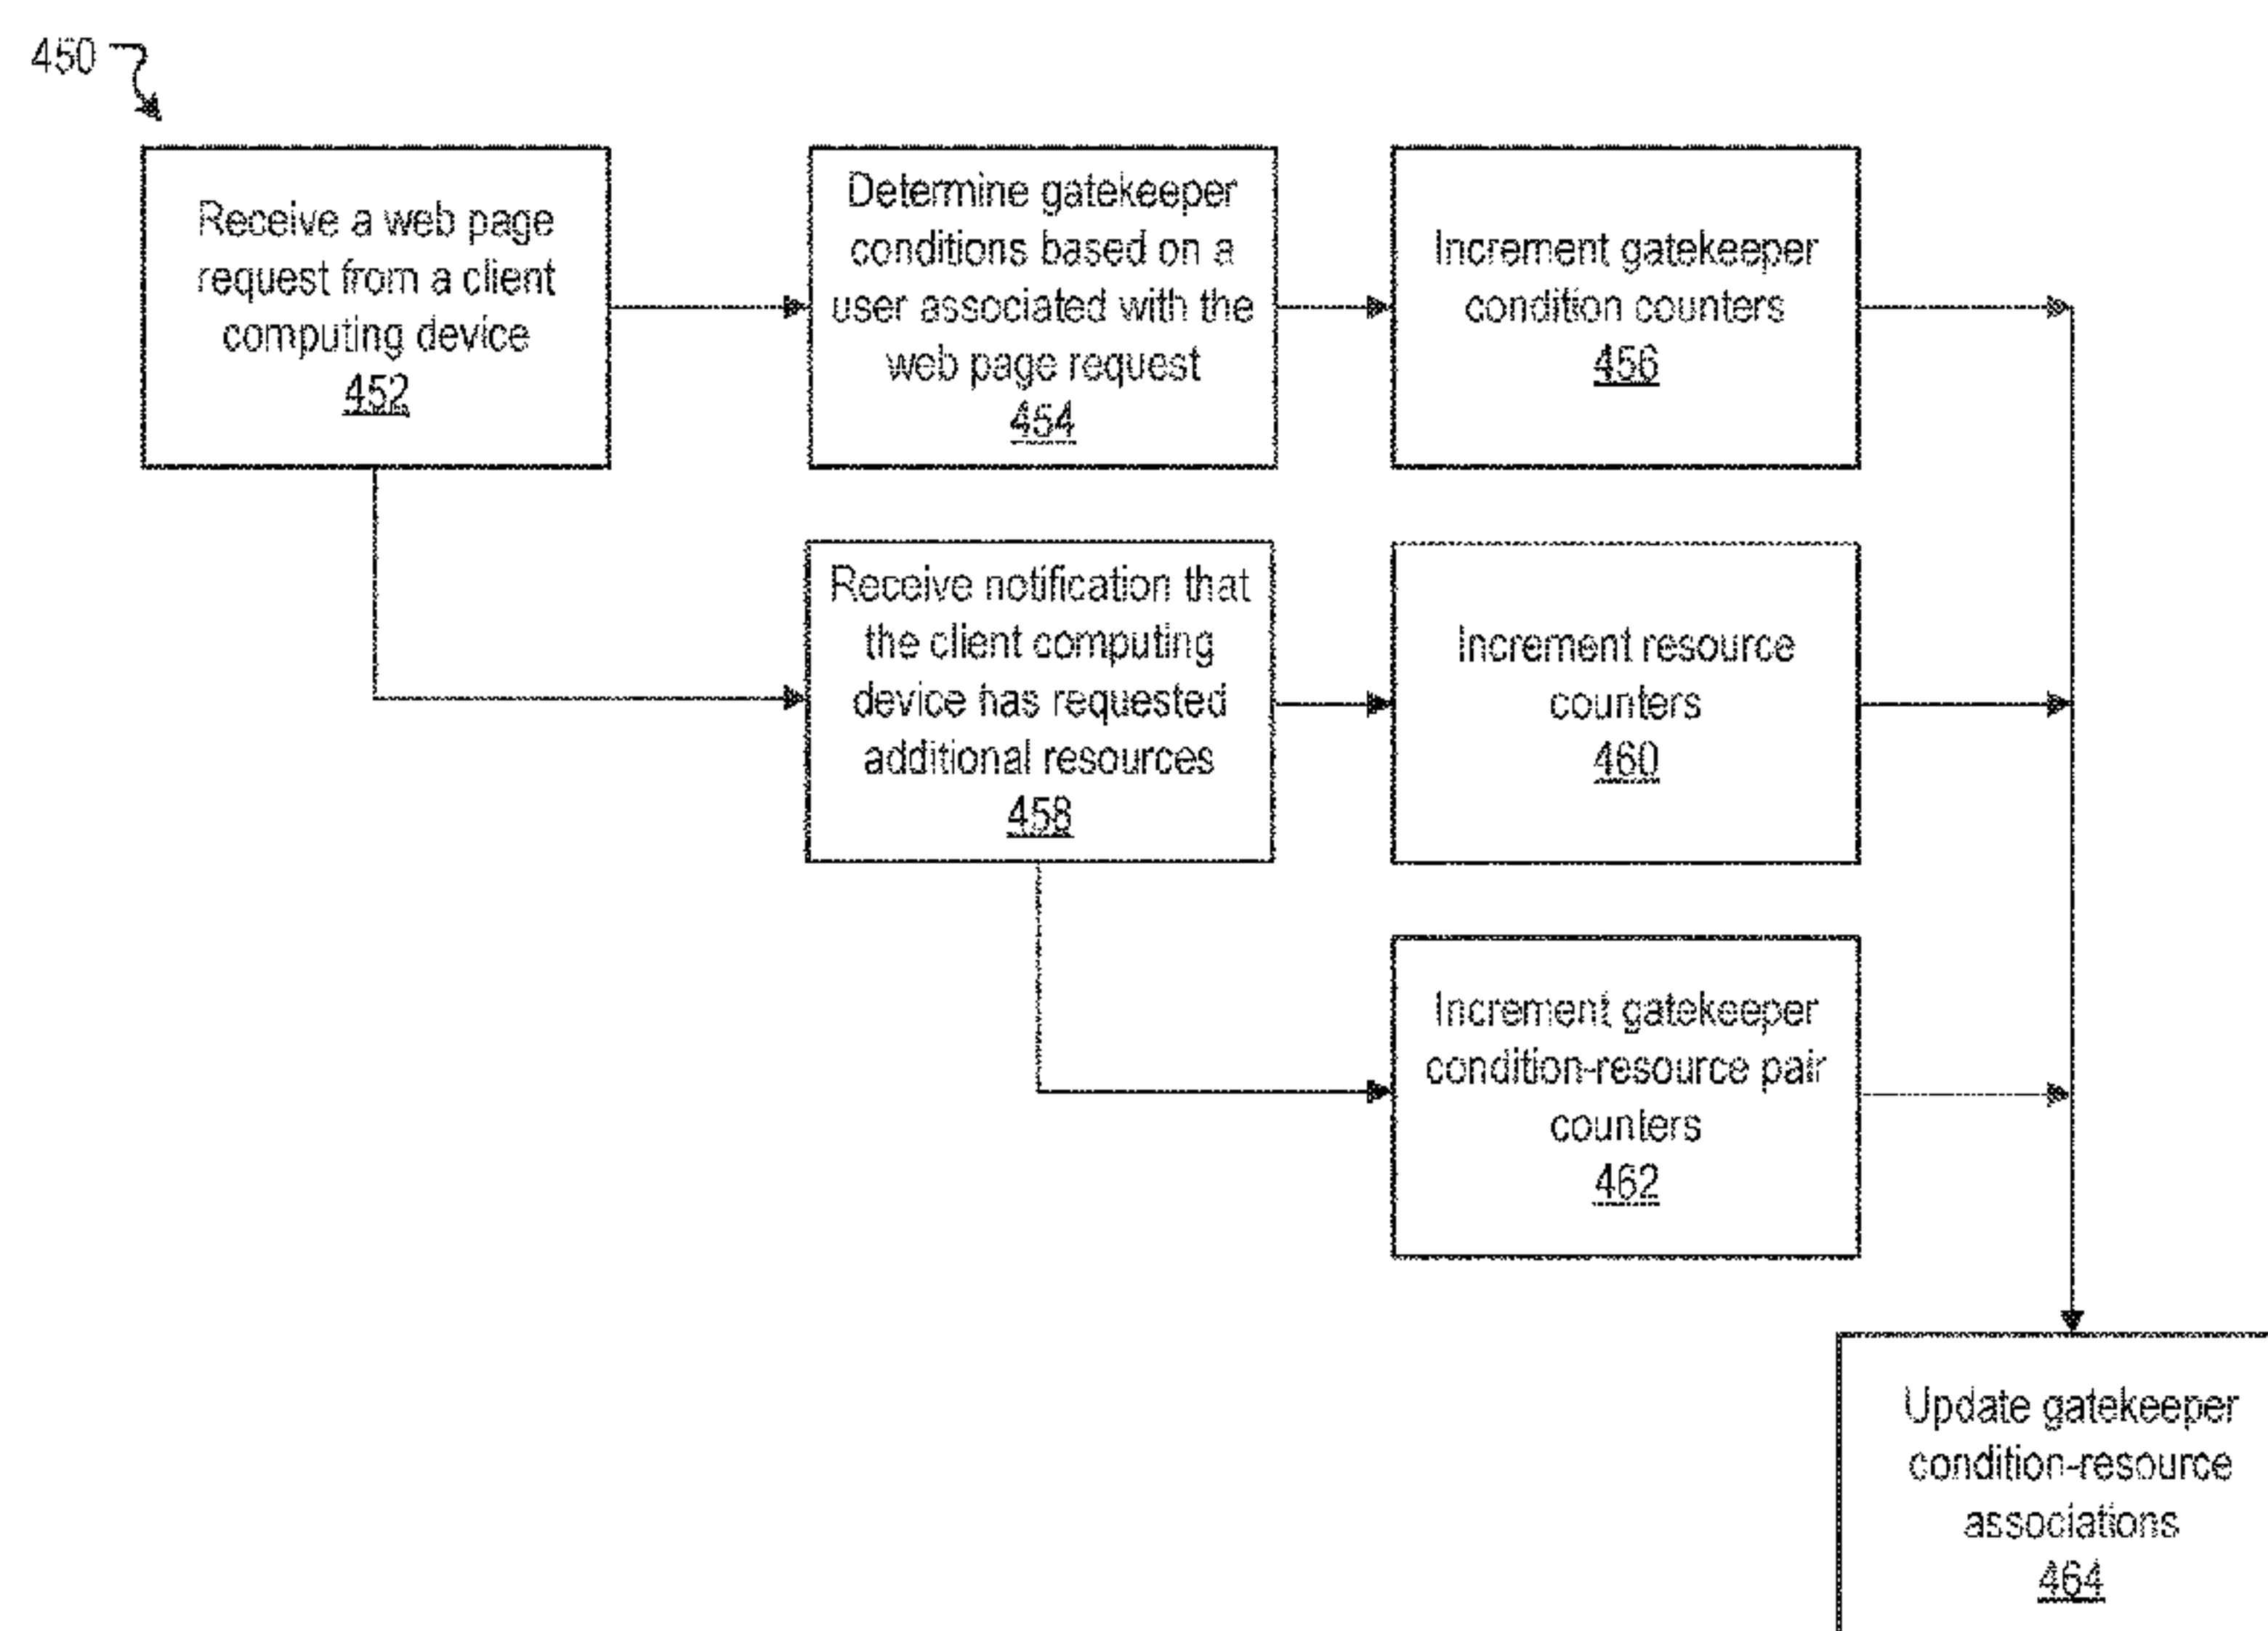 450
Receive a web page
request from a client
computing device
452
Determine gatekeeper
conditions based on a
user associated with the
web page request
454
Increment gatekeeper
condition counters
456
Receive notification that
the client computing
device has requested
additional resources
458
Increment resource
counters
460
Increment gatekeeper
condition-resource pair
counters
462
Update gatekeeper
condition-resource
associations
464